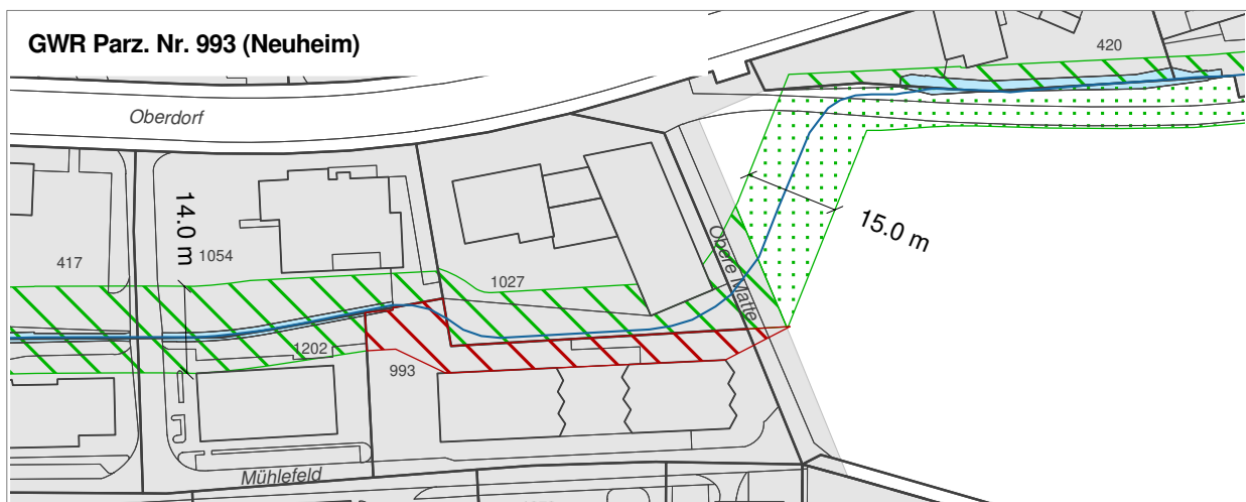 GWR Parz. Nr. 993 (Neuheim)
420
Oberdorf
14.0 m
15.0 m
417
1054
1027
Obere Matte
1202
993
Mühlefeld